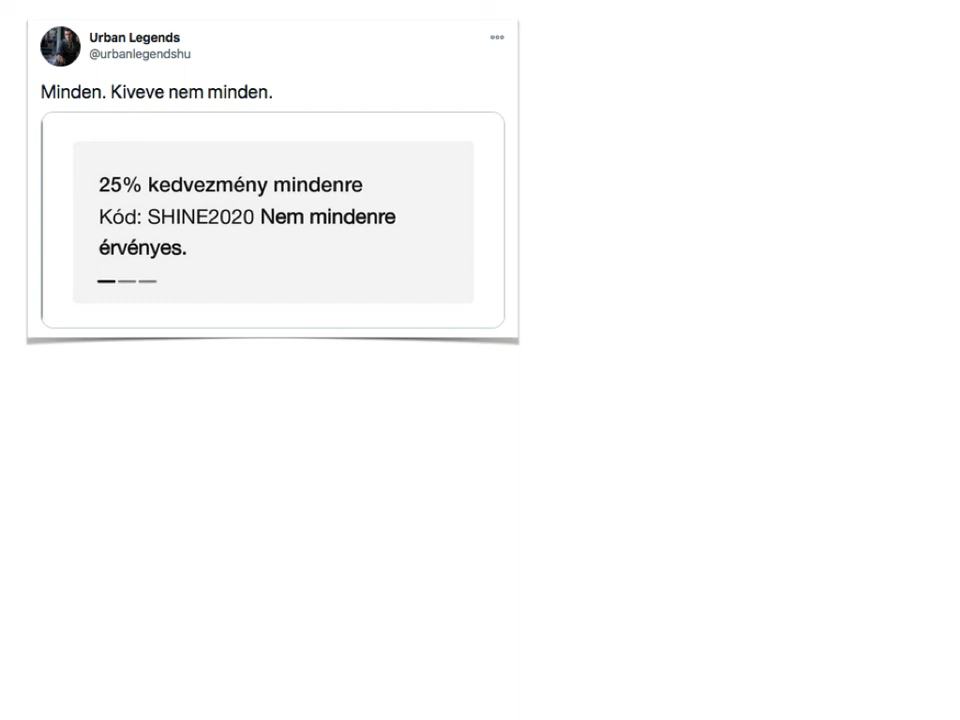 Urban Legends
@urbanlegendshu
Minden. Kiveve nem minden.
25% kedvezmény mindenre
Kód: SHINE2020 Nem mindenre
érvényes.